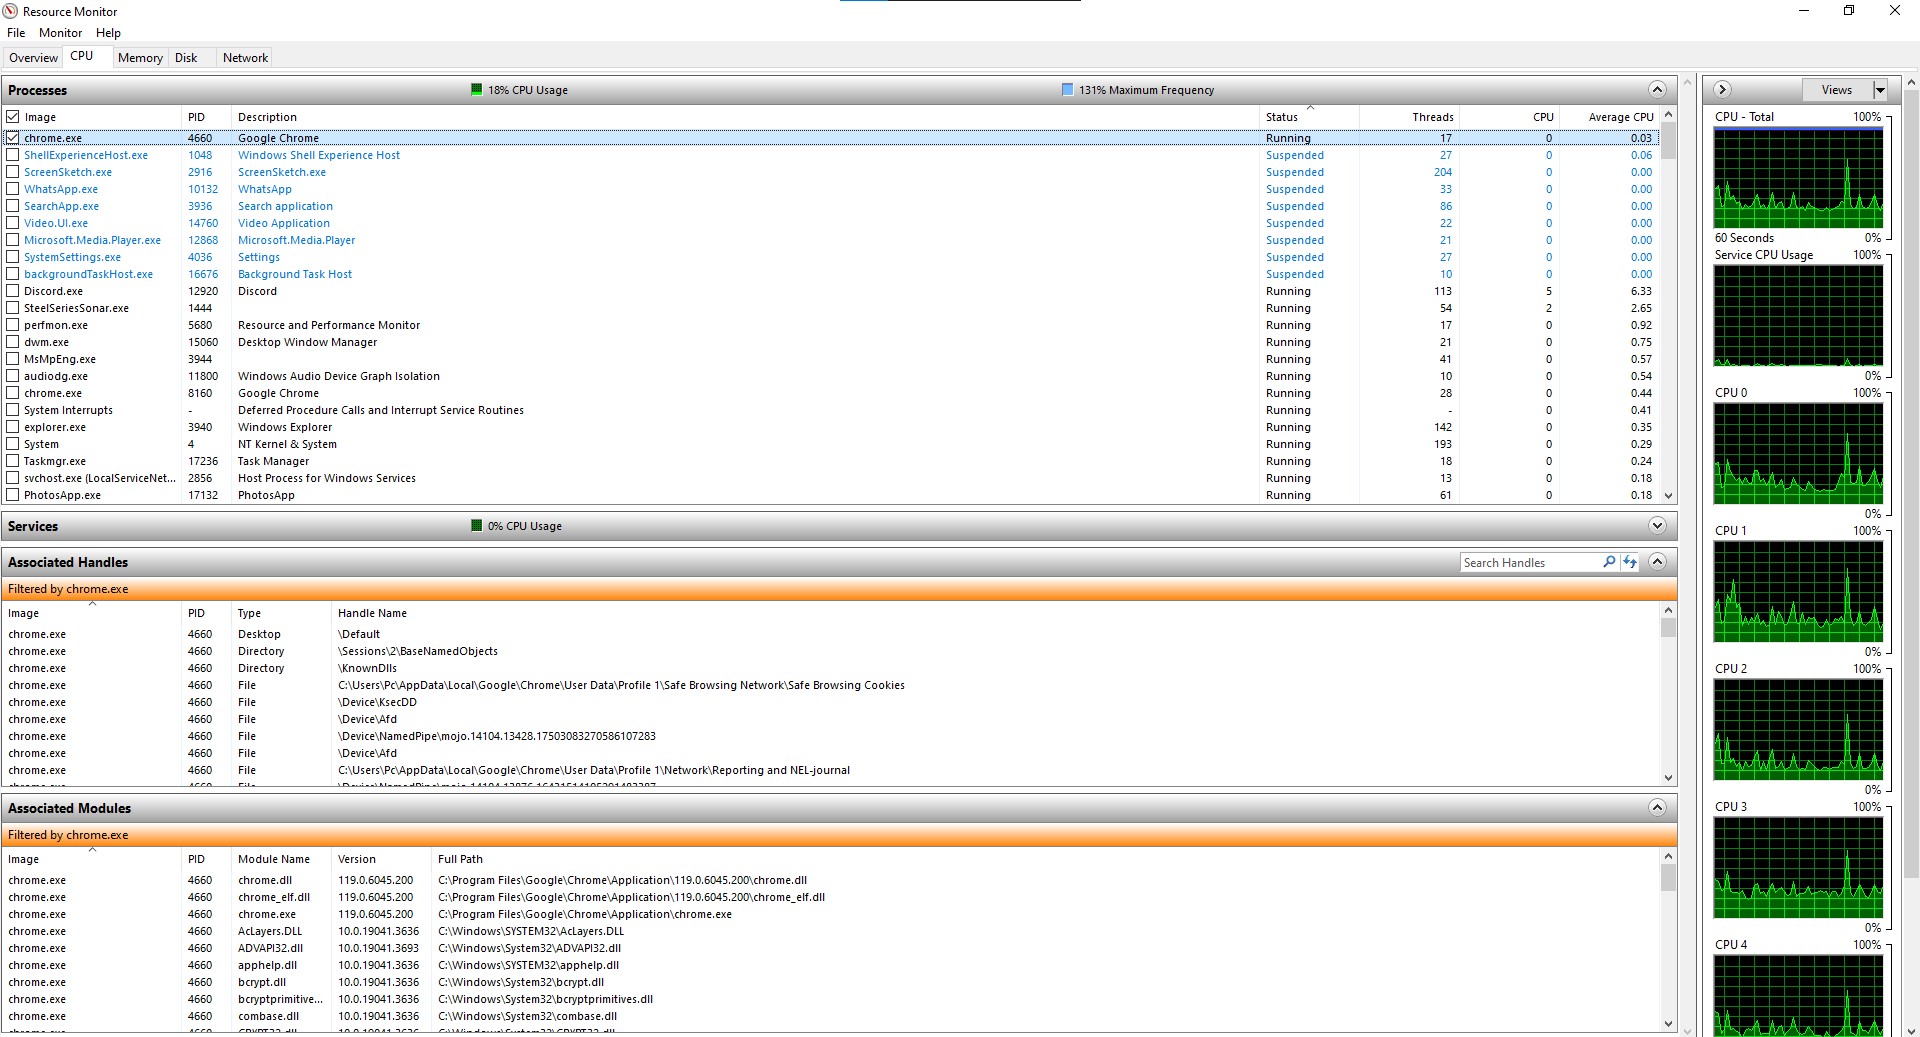 Resource Monitor
File Monitor Help
Overview CPU Memory Disk Network
Processes 18% CPU Usage 131% Maximum Frequency
Image PID Description Status Threads CPU Average CPU
chrome.exe 4660 Google Chrome Running 17 0 0.03
ShellExperienceHost.exe 1048 Windows Shell Experience Host Suspended 27 0 0.06
ScreenSketch.exe 2916 ScreenSketch.exe Suspended 204 0 0.00
WhatsApp.exe 10132 WhatsApp Suspended 33 0 0.00
SearchApp.exe 3936 Search application Suspended 86 0 0.00
Video.UI.exe 14760 Video Application Suspended 22 0 0.00
Microsoft.Media.Player.exe 12868 Microsoft.Media.Player Suspended 21 0 0.00
SystemSettings.exe 4036 Settings Suspended 27 0 0.00
backgroundTaskHost.exe 16676 Background Task Host Suspended 10 0 0.00
Discord.exe 12920 Discord Running 113 5 6.33
SteelSeriesSonar.exe 1444 Running 54 2 2.65
perfmon.exe 5680 Resource and Performance Monitor Running 17 0 0.92
dwm.exe 15060 Desktop Window Manager Running 21 0 0.75
MsMpEng.exe 3944 Running 41 0 0.57
audiodg.exe 11800 Windows Audio Device Graph Isolation Running 10 0 0.54
chrome.exe 8160 Google Chrome Running 28 0 0.44
System Interrupts - Deferred Procedure Calls and Interrupt Service Routines Running - 0 0.41
explorer.exe 3940 Windows Explorer Running 142 0 0.35
System 4 NT Kernel & System Running 193 0 0.29
Taskmgr.exe 17236 Task Manager Running 18 0 0.24
svchost.exe (LocalServiceNet... 2856 Host Process for Windows Services Running 13 0 0.18
PhotosApp.exe 17132 PhotosApp Running 61 0 0.18
Services 0% CPU Usage
Associated Handles Search Handles
Filtered by chrome.exe
Image PID Type Handle Name
chrome.exe 4660 Desktop \Default
chrome.exe 4660 Directory \Sessions\2\BaseNamedObjects
chrome.exe 4660 Directory \KnownDlls
chrome.exe 4660 File C:\Users\Pc\AppData\Local\Google\Chrome\User Data\Profile 1\Safe Browsing Network\Safe Browsing Cookies
chrome.exe 4660 File \Device\KsecDD
chrome.exe 4660 File \Device\Afd
chrome.exe 4660 File \Device\NamedPipe\mojo.14104.13428.17503083270586107283
chrome.exe 4660 File \Device\Afd
chrome.exe 4660 File C:\Users\Pc\AppData\Local\Google\Chrome\User Data\Profile 1\Network\Reporting and NEL-journal
Associated Modules
Filtered by chrome.exe
Image PID Module Name Version Full Path
chrome.exe 4660 chrome.dll 119.0.6045.200 C:\Program Files\Google\Chrome\Application\119.0.6045.200\chrome.dll
chrome.exe 4660 chrome_elf.dll 119.0.6045.200 C:\Program Files\Google\Chrome\Application\119.0.6045.200\chrome_elf.dll
chrome.exe 4660 chrome.exe 119.0.6045.200 C:\Program Files\Google\Chrome\Application\chrome.exe
chrome.exe 4660 AcLayers.DLL 10.0.19041.3636 C:\Windows\SYSTEM32\AcLayers.DLL
chrome.exe 4660 ADVAPI32.dll 10.0.19041.3693 C:\Windows\System32\ADVAPI32.dll
chrome.exe 4660 apphelp.dll 10.0.19041.3636 C:\Windows\SYSTEM32\apphelp.dll
chrome.exe 4660 bcrypt.dll 10.0.19041.3636 C:\Windows\System32\bcrypt.dll
chrome.exe 4660 bcryptprimitive... 10.0.19041.3636 C:\Windows\System32\bcryptprimitives.dll
chrome.exe 4660 combase.dll 10.0.19041.3636 C:\Windows\System32\combase.dll
Views
CPU - Total 100%
60 Seconds 0%
Service CPU Usage 100%
0%
CPU 0 100%
0%
CPU 1 100%
0%
CPU 2 100%
0%
CPU 3 100%
0%
CPU 4 100%